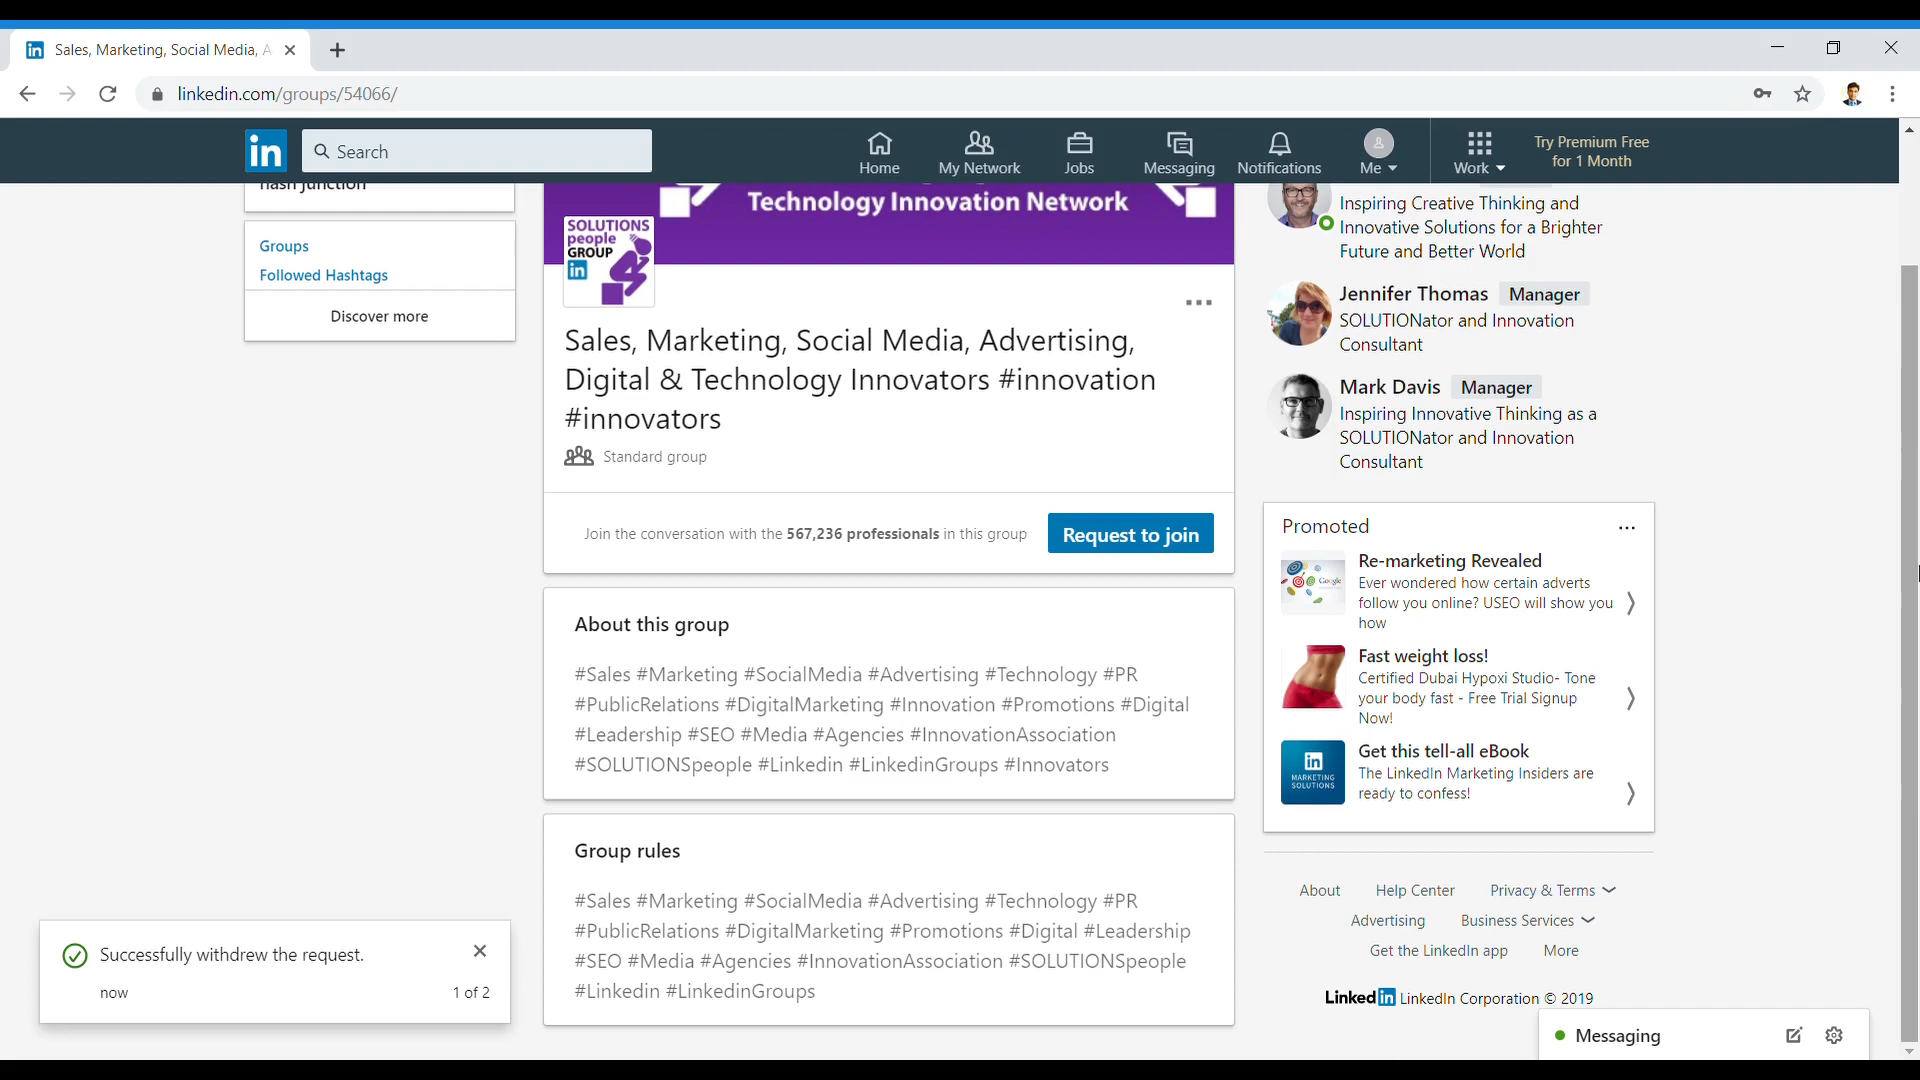 Sales, Marketing, Social Media, A
linkedin.com/groups/54066/
in
Search
Home
My Network
Jobs
Messaging
Notifications
Me
Work
Try Premium Free
for 1 Month
hash junction
Groups
Followed Hashtags
Discover more
Technology Innovation Network
SOLUTIONS
people
GROUP
in
Sales, Marketing, Social Media, Advertising,
Digital & Technology Innovators #innovation
#innovators
Standard group
Join the conversation with the 567,236 professionals in this group
Request to join
About this group
#Sales #Marketing #SocialMedia #Advertising #Technology #PR
#PublicRelations #DigitalMarketing #Innovation #Promotions #Digital
#Leadership #SEO #Media #Agencies #InnovationAssociation
#SOLUTIONSpeople #Linkedin #LinkedinGroups #Innovators
Group rules
#Sales #Marketing #SocialMedia #Advertising #Technology #PR
#PublicRelations #DigitalMarketing #Promotions #Digital #Leadership
#SEO #Media #Agencies #InnovationAssociation #SOLUTIONSpeople
#Linkedin #LinkedinGroups
Inspiring Creative Thinking and
Innovative Solutions for a Brighter
Future and Better World
Jennifer Thomas Manager
SOLUTIONator and Innovation
Consultant
Mark Davis Manager
Inspiring Innovative Thinking as a
SOLUTIONator and Innovation
Consultant
Promoted
Google
Re-marketing Revealed
Ever wondered how certain adverts
follow you online? USEO will show you
how
Fast weight loss!
Certified Dubai Hypoxi Studio- Tone
your body fast - Free Trial Signup
Now!
in
MARKETING
SOLUTIONS
Get this tell-all eBook
The LinkedIn Marketing Insiders are
ready to confess!
About Help Center Privacy & Terms
Advertising Business Services
Get the LinkedIn app More
Linked in LinkedIn Corporation © 2019
Successfully withdrew the request.
now
1 of 2
Messaging